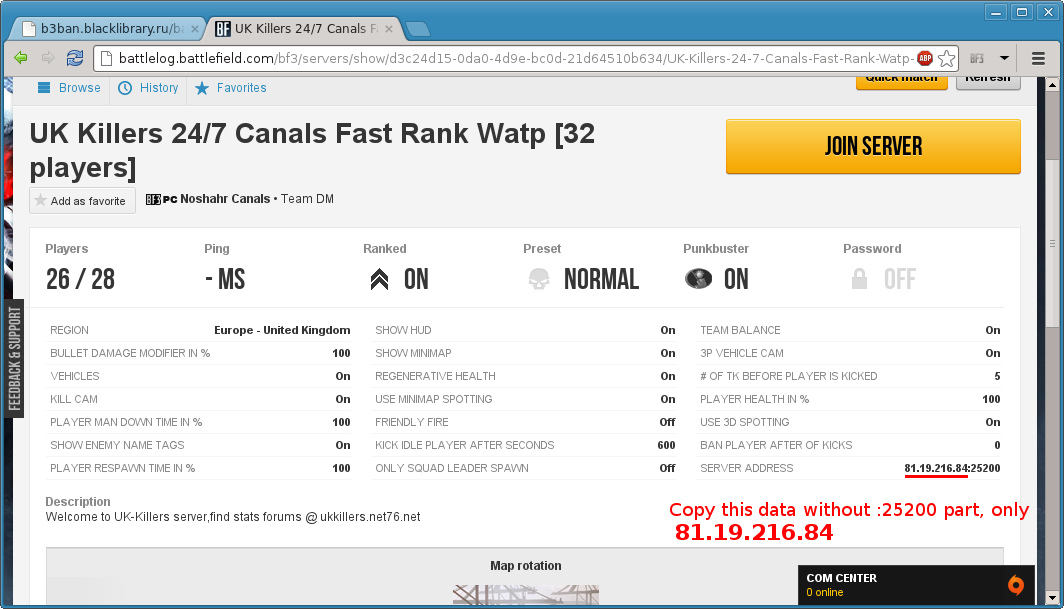 b3ban.blacklibrary.ru/ba
BF UK Killers 24/7 Canals F
battlelog.battlefield.com/bf3/servers/show/d3c24d15-0da0-4d9e-bc0d-21d64510b634/UK-Killers-24-7-Canals-Fast-Rank-Watp-
ABP
BF3
Browse
History
Favorites
Quick match
Refresh
UK Killers 24/7 Canals Fast Rank Watp [32
players]
JOIN SERVER
Add as favorite
BF3 PC Noshahr Canals • Team DM
Players Ping Ranked Preset Punkbuster Password
26 / 28 - MS ON NORMAL ON OFF
REGION Europe - United Kingdom SHOW HUD On TEAM BALANCE On
BULLET DAMAGE MODIFIER IN % 100 SHOW MINIMAP On 3P VEHICLE CAM On
VEHICLES On REGENERATIVE HEALTH On # OF TK BEFORE PLAYER IS KICKED 5
KILL CAM On USE MINIMAP SPOTTING On PLAYER HEALTH IN % 100
PLAYER MAN DOWN TIME IN % 100 FRIENDLY FIRE Off USE 3D SPOTTING On
SHOW ENEMY NAME TAGS On KICK IDLE PLAYER AFTER SECONDS 600 BAN PLAYER AFTER OF KICKS 0
PLAYER RESPAWN TIME IN % 100 ONLY SQUAD LEADER SPAWN Off SERVER ADDRESS 81.19.216.84:25200
FEEDBACK & SUPPORT
Description
Welcome to UK-Killers server,find stats forums @ ukkillers.net76.net
Copy this data without :25200 part, only
81.19.216.84
Map rotation
COM CENTER
0 online